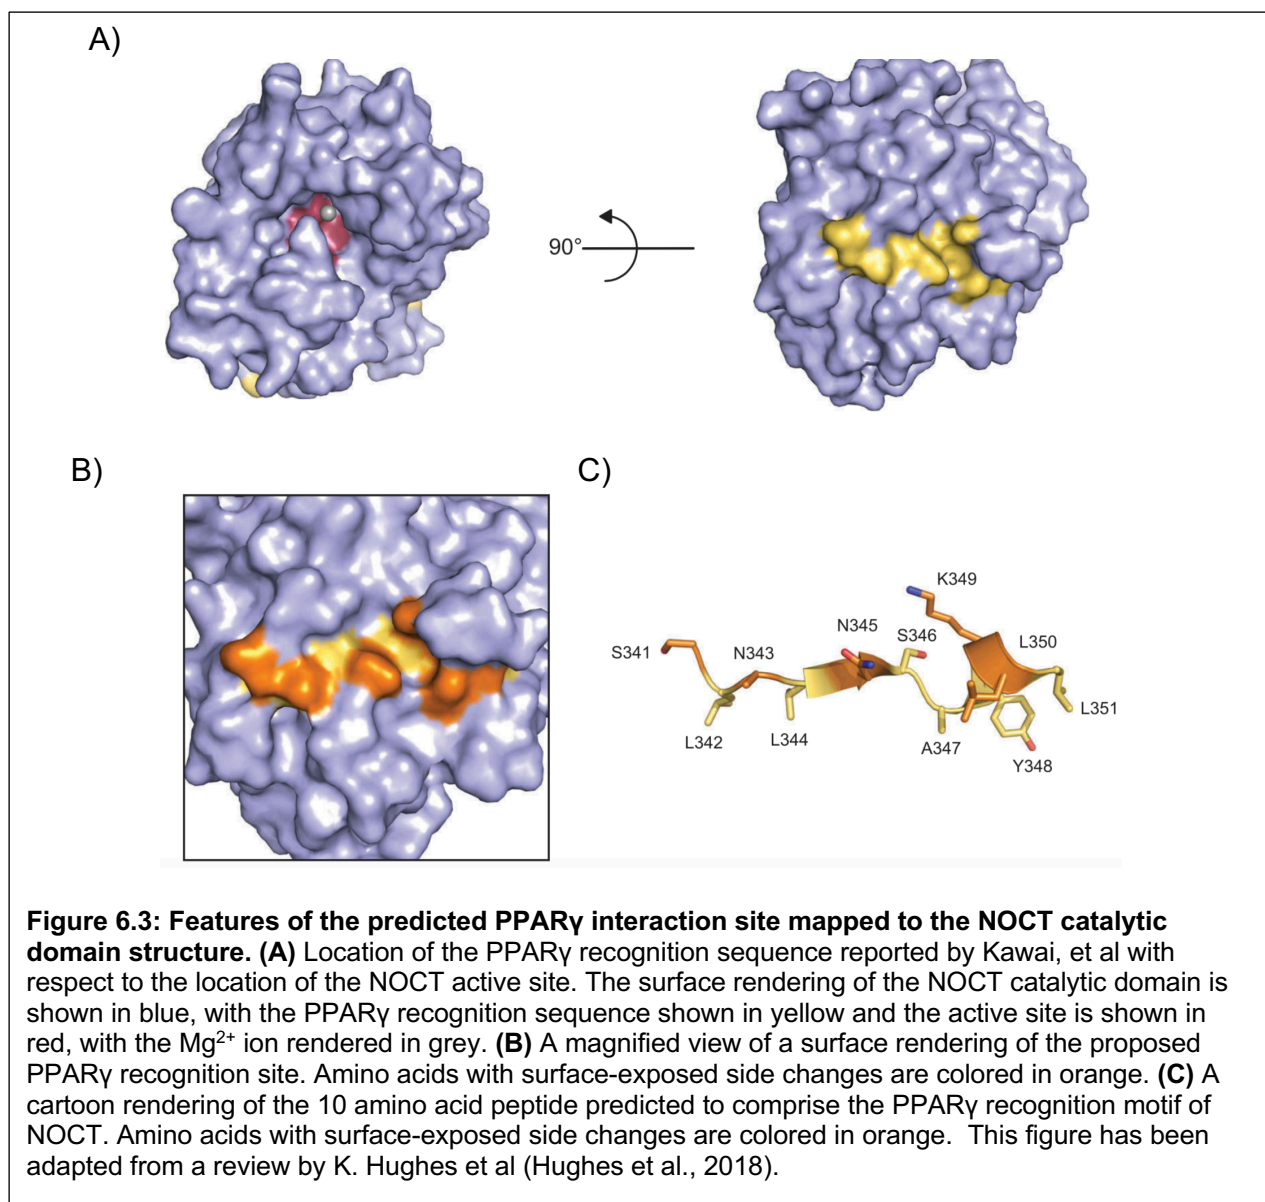 A)
90°
B)
C)
K349
S341
N343
N345
S346
L350
L342
L344
A347
L351
Y348
Figure 6.3: Features of the predicted PPARγ interaction site mapped to the NOCT catalytic
domain structure. (A) Location of the PPARγ recognition sequence reported by Kawai, et al with
respect to the location of the NOCT active site. The surface rendering of the NOCT catalytic domain is
shown in blue, with the PPARγ recognition sequence shown in yellow and the active site is shown in
red, with the Mg²⁺ ion rendered in grey. (B) A magnified view of a surface rendering of the proposed
PPARγ recognition site. Amino acids with surface-exposed side changes are colored in orange. (C) A
cartoon rendering of the 10 amino acid peptide predicted to comprise the PPARγ recognition motif of
NOCT. Amino acids with surface-exposed side changes are colored in orange.  This figure has been
adapted from a review by K. Hughes et al (Hughes et al., 2018).